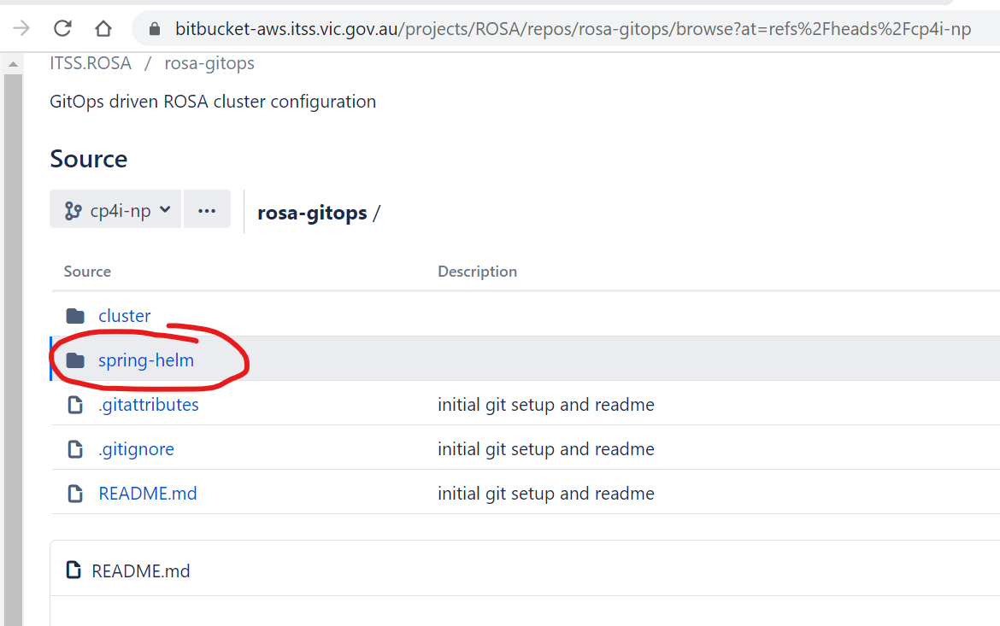 bitbucket-aws.itss.vic.gov.au/projects/ROSA/repos/rosa-gitops/browse?at=refs%2Fheads%2Fcp4i-np
ITSS.ROSA / rosa-gitops
GitOps driven ROSA cluster configuration
Source
cp4i-np ... rosa-gitops /
Source Description
cluster
spring-helm
.gitattributes initial git setup and readme
.gitignore initial git setup and readme
README.md initial git setup and readme
README.md